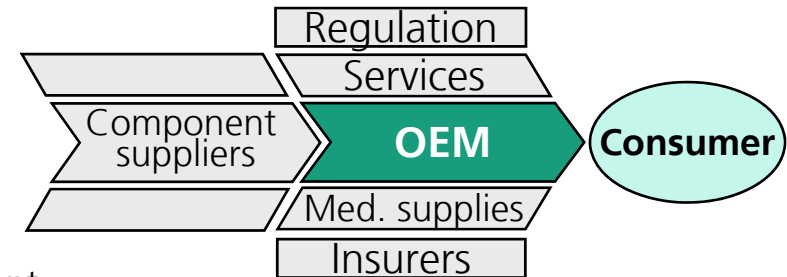 Regulation
Services
Component
suppliers
OEM
Consumer
Med. supplies
Insurers